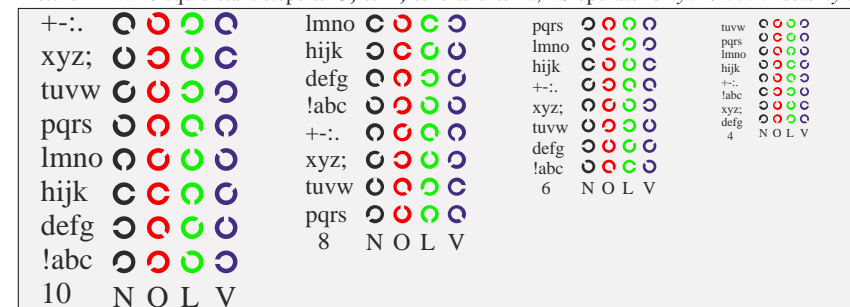 +-:.
xyz;
tuvw
pqrs
lmno
hijk
defg
!abc
10 N O L V
lmno
hijk
defg
!abc
+-:.
xyz;
tuvw
pqrs
8 N O L V
pqrs
lmno
hijk
+-:.
xyz;
tuvw
defg
!abc
6 N O L V
tuvw
pqrs
lmno
hijk
+-:.
!abc
xyz;
defg
4 N O L V